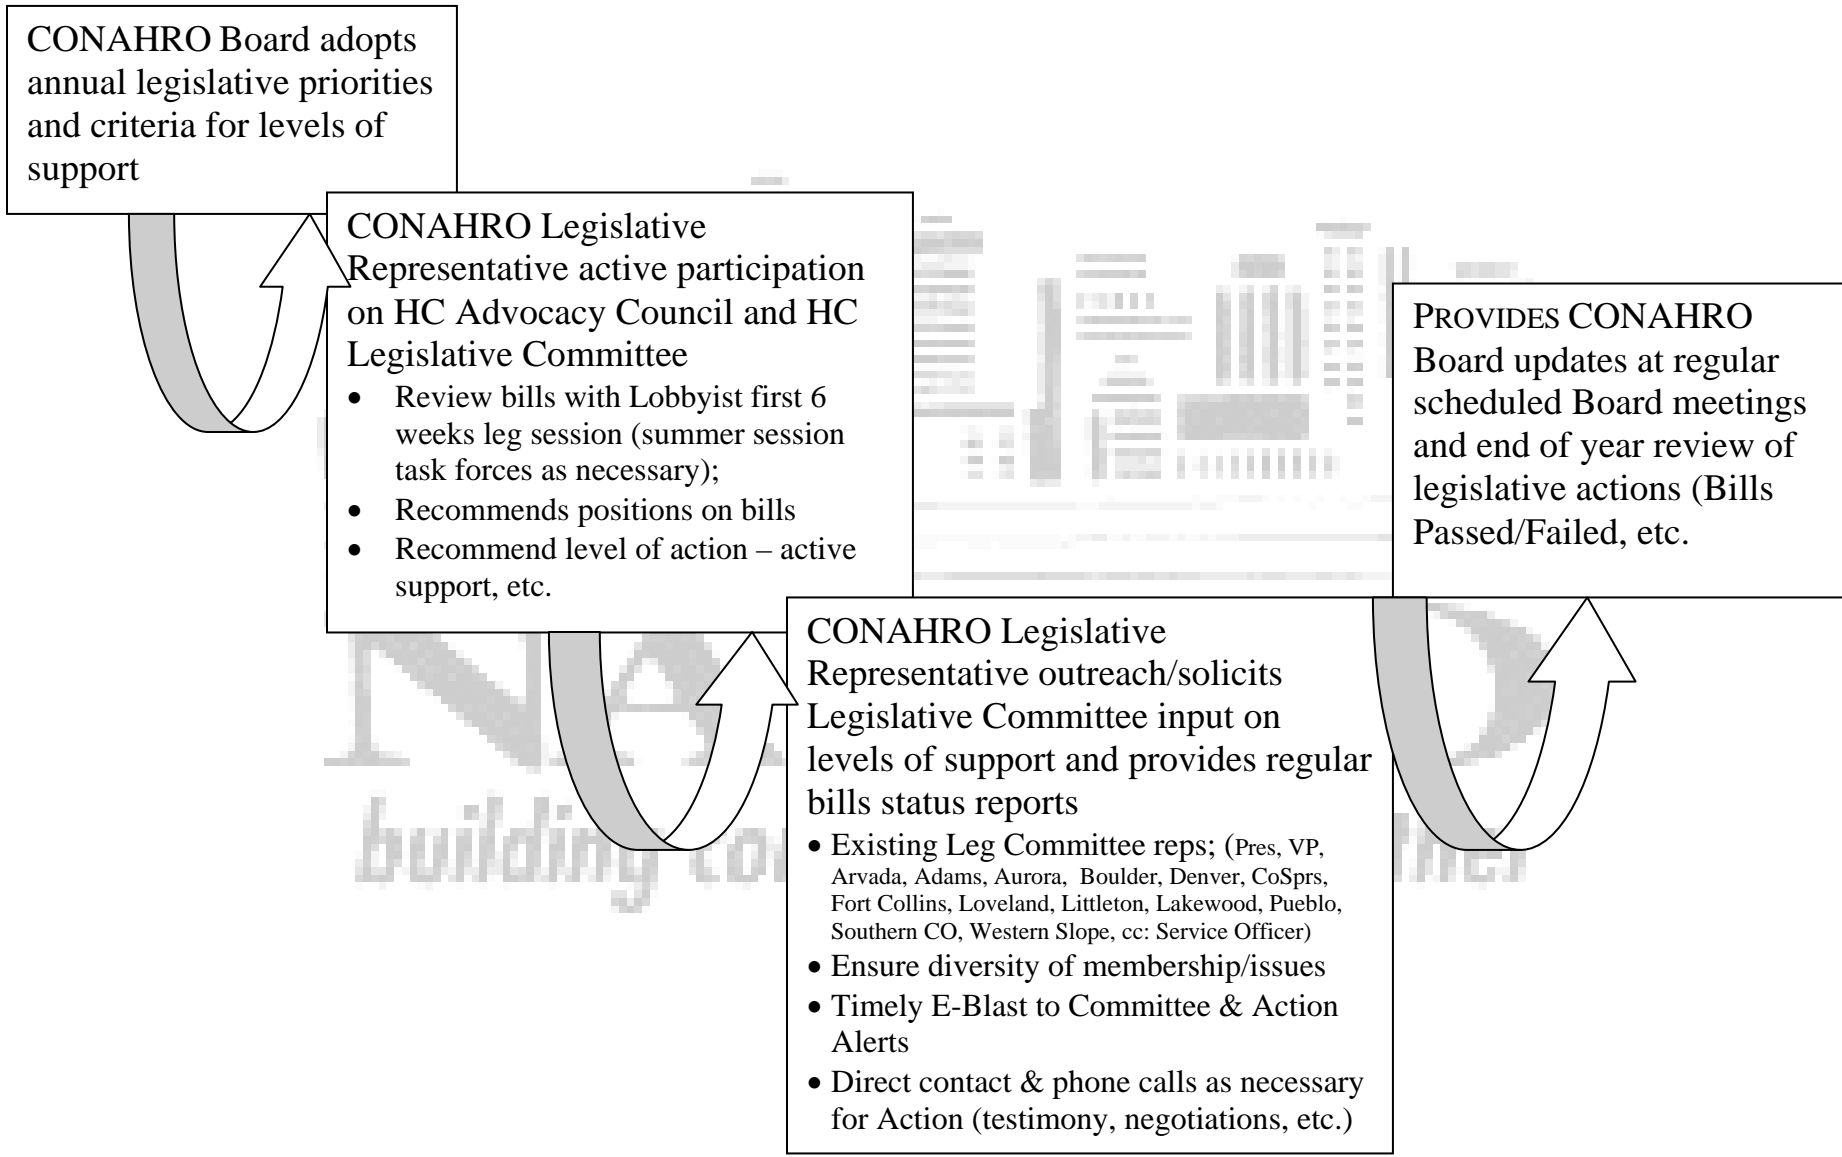 CONAHRO Board adopts
annual legislative priorities
and criteria for levels of
support
CONAHRO Legislative
Representative active participation
on HC Advocacy Council and HC
Legislative Committee
• Review bills with Lobbyist first 6
weeks leg session (summer session
task forces as necessary);
• Recommends positions on bills
• Recommend level of action – active
support, etc.
CONAHRO Legislative
Representative outreach/solicits
Legislative Committee input on
levels of support and provides regular
bills status reports
• Existing Leg Committee reps; (Pres, VP,
Arvada, Adams, Aurora, Boulder, Denver, CoSprs,
Fort Collins, Loveland, Littleton, Lakewood, Pueblo,
Southern CO, Western Slope, cc: Service Officer)
• Ensure diversity of membership/issues
• Timely E-Blast to Committee & Action
Alerts
• Direct contact & phone calls as necessary
for Action (testimony, negotiations, etc.)
PROVIDES CONAHRO
Board updates at regular
scheduled Board meetings
and end of year review of
legislative actions (Bills
Passed/Failed, etc.
building